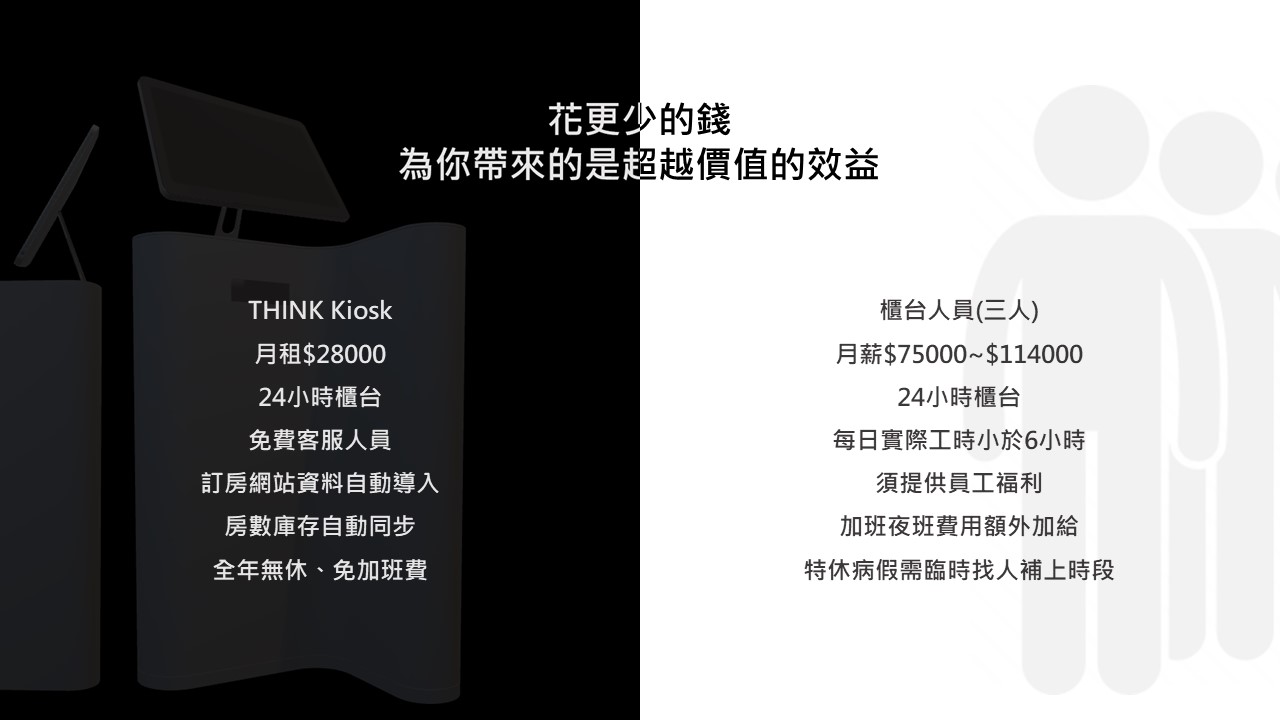 花更少的錢
為你帶來的是超越價值的效益
THINK Kiosk
月租$28000
24小時櫃台
免費客服人員
訂房網站資料自動導入
房數庫存自動同步
全年無休、免加班費
櫃台人員(三人)
月薪$75000~$114000
24小時櫃台
每日實際工時小於6小時
須提供員工福利
加班夜班費用額外加給
特休病假需臨時找人補上時段